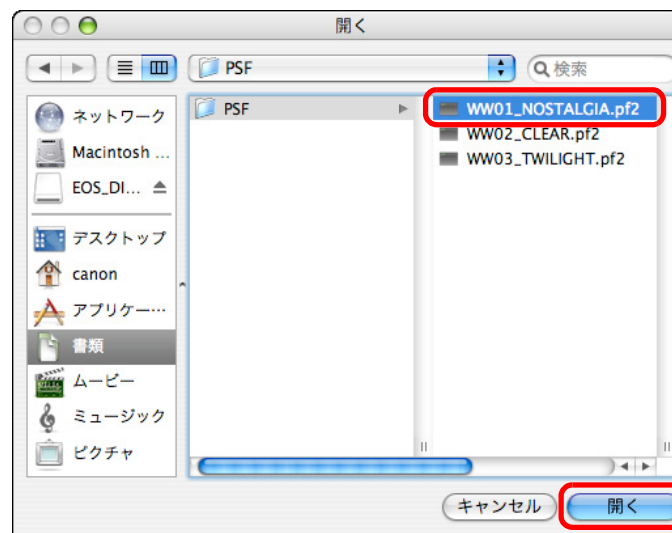 開く
PSF
検索
ネットワーク
Macintosh ...
EOS_DI...
デスクトップ
canon
アプリケー…
書類
ムービー
ミュージック
ピクチャ
PSF
WW01_NOSTALGIA.pf2
WW02_CLEAR.pf2
WW03_TWILIGHT.pf2
キャンセル
開く